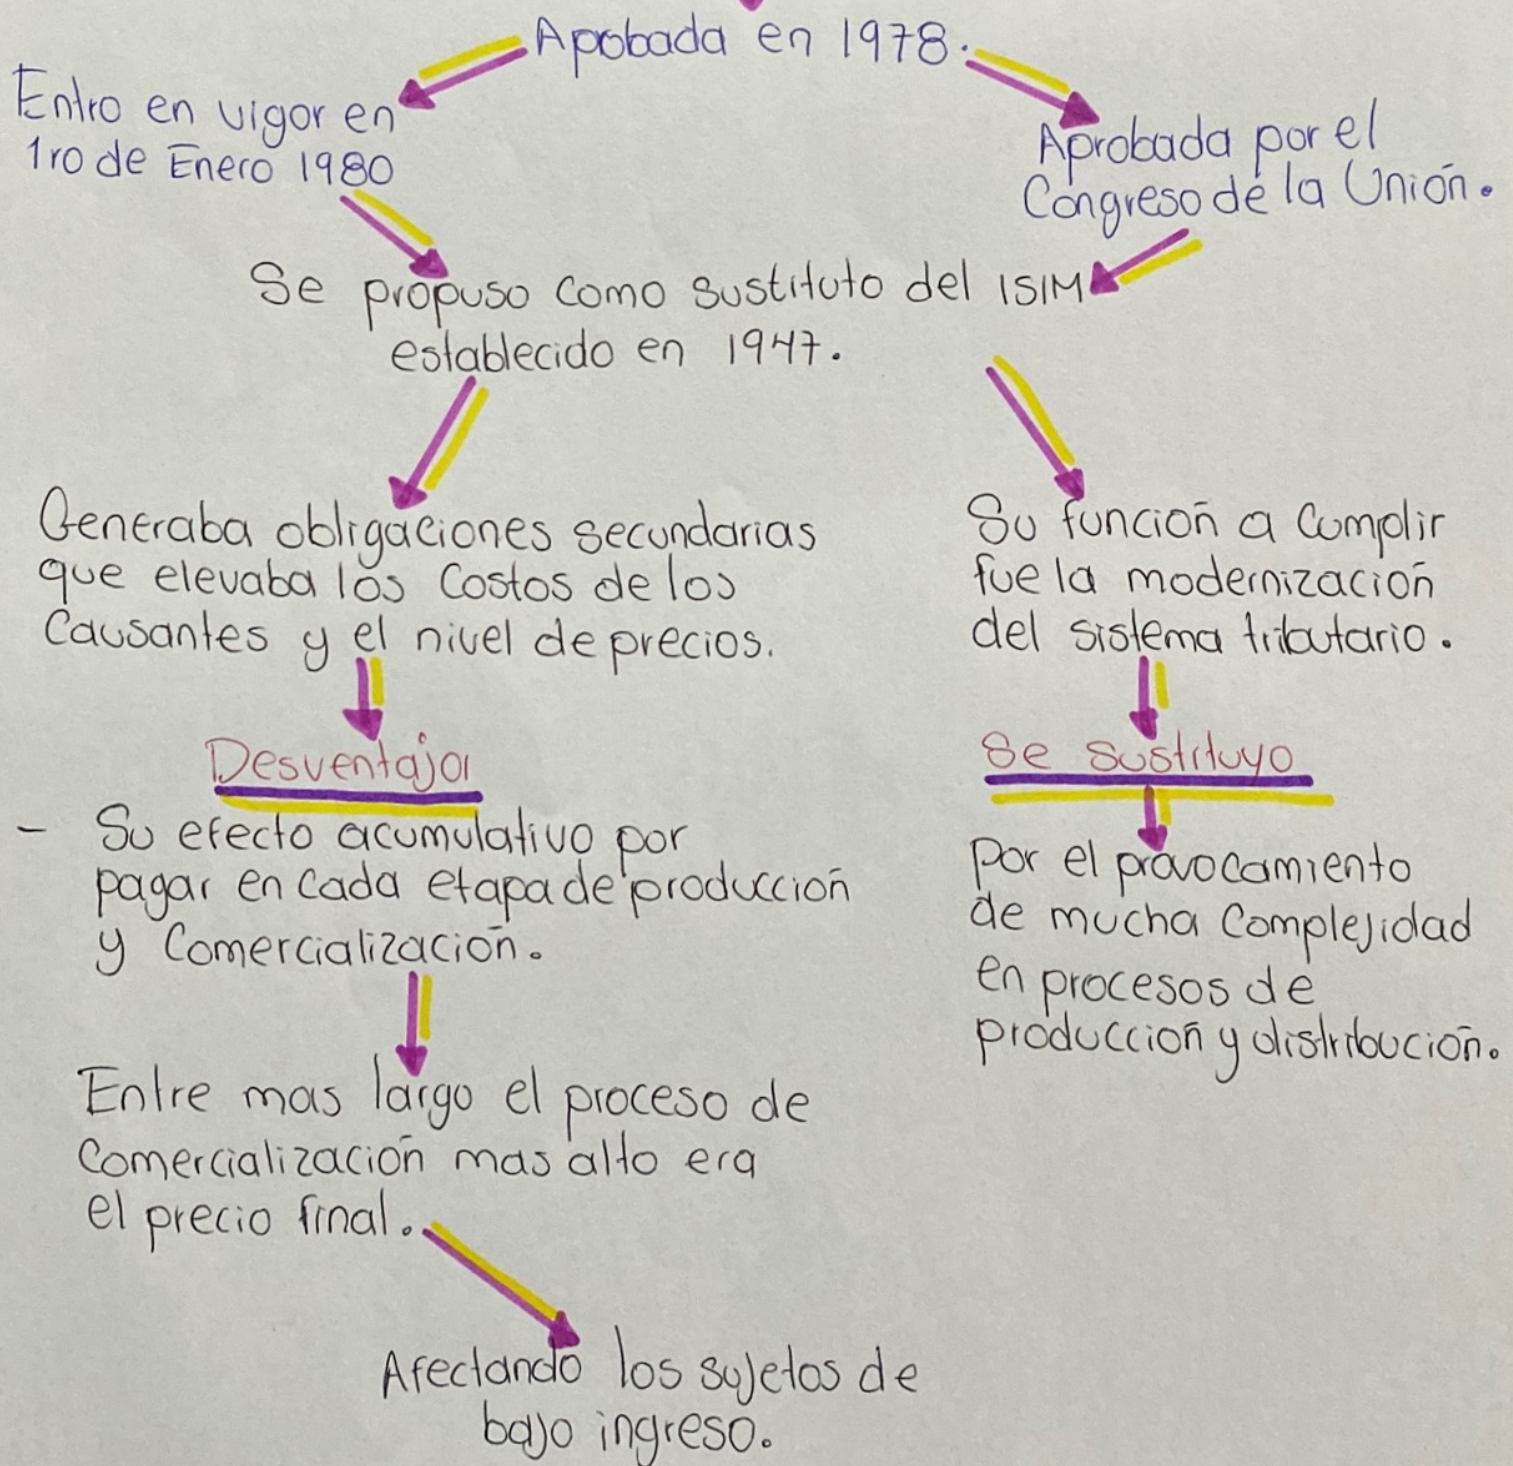 Apobada en 1978.
Entro en vigor en
1ro de Enero 1980
Aprobada por el
Congreso de la Unión.
Se propuso como sustituto del ISIM
establecido en 1947.
Generaba obligaciones secundarias
que elevaba los costos de los
causantes y el nivel de precios.
Desventaja
- Su efecto acumulativo por
pagar en cada etapa de producción
y comercialización.
Entre mas largo el proceso de
comercialización mas alto era
el precio final.
Afectando los sujetos de
bajo ingreso.
Su función a cumplir
fue la modernización
del sistema tributario.
Se sustituyo
Por el provocamiento
de mucha complejidad
en procesos de
producción y distribución.